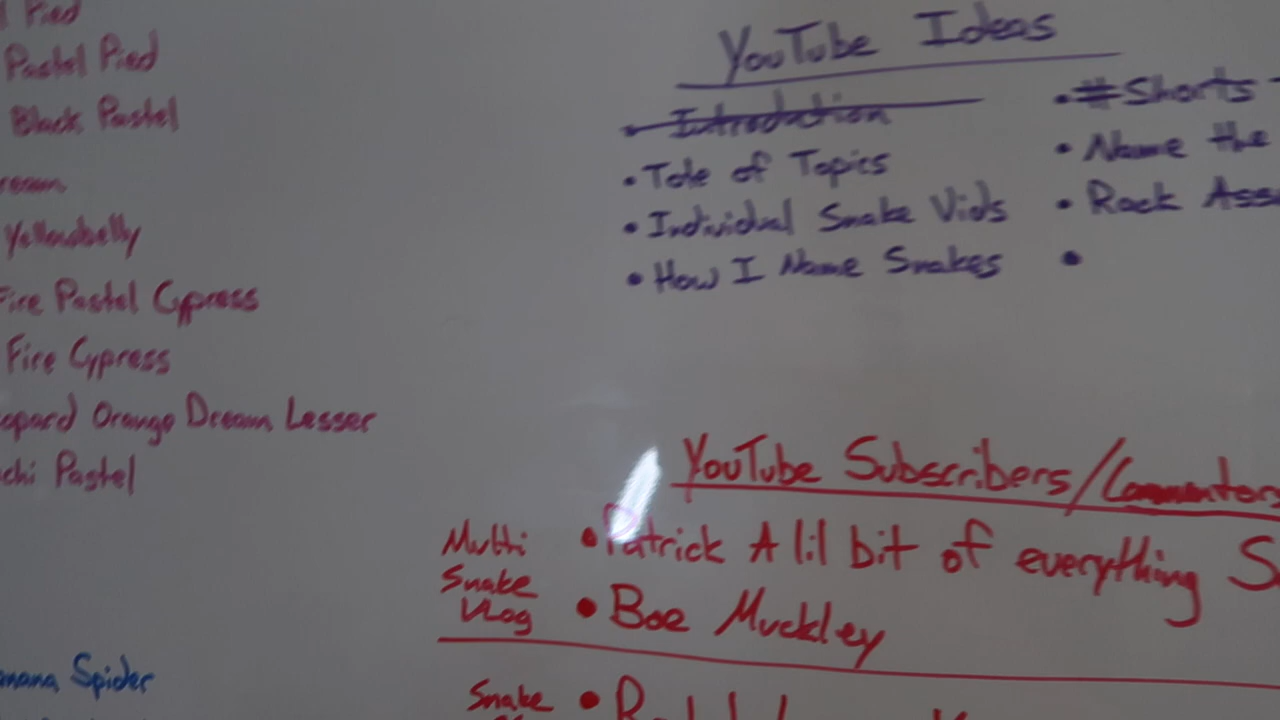 Pied
Pastel Pied
Black Pastel
ream
Yellowbelly
Fire Pastel Cypress
Fire Cypress
opard Orange Dream Lesser
chi Pastel
nana Spider
YouTube Ideas
• Introduction
• Tote of Topics
• Individual Snake Vids
• How I Name Snakes
• #Shorts
• Name the
• Rack Ass
•
YouTube Subscribers/Commentors
Multi Snake Vlog
• Patrick A lil bit of everything S
• Boe Muckley
Snake